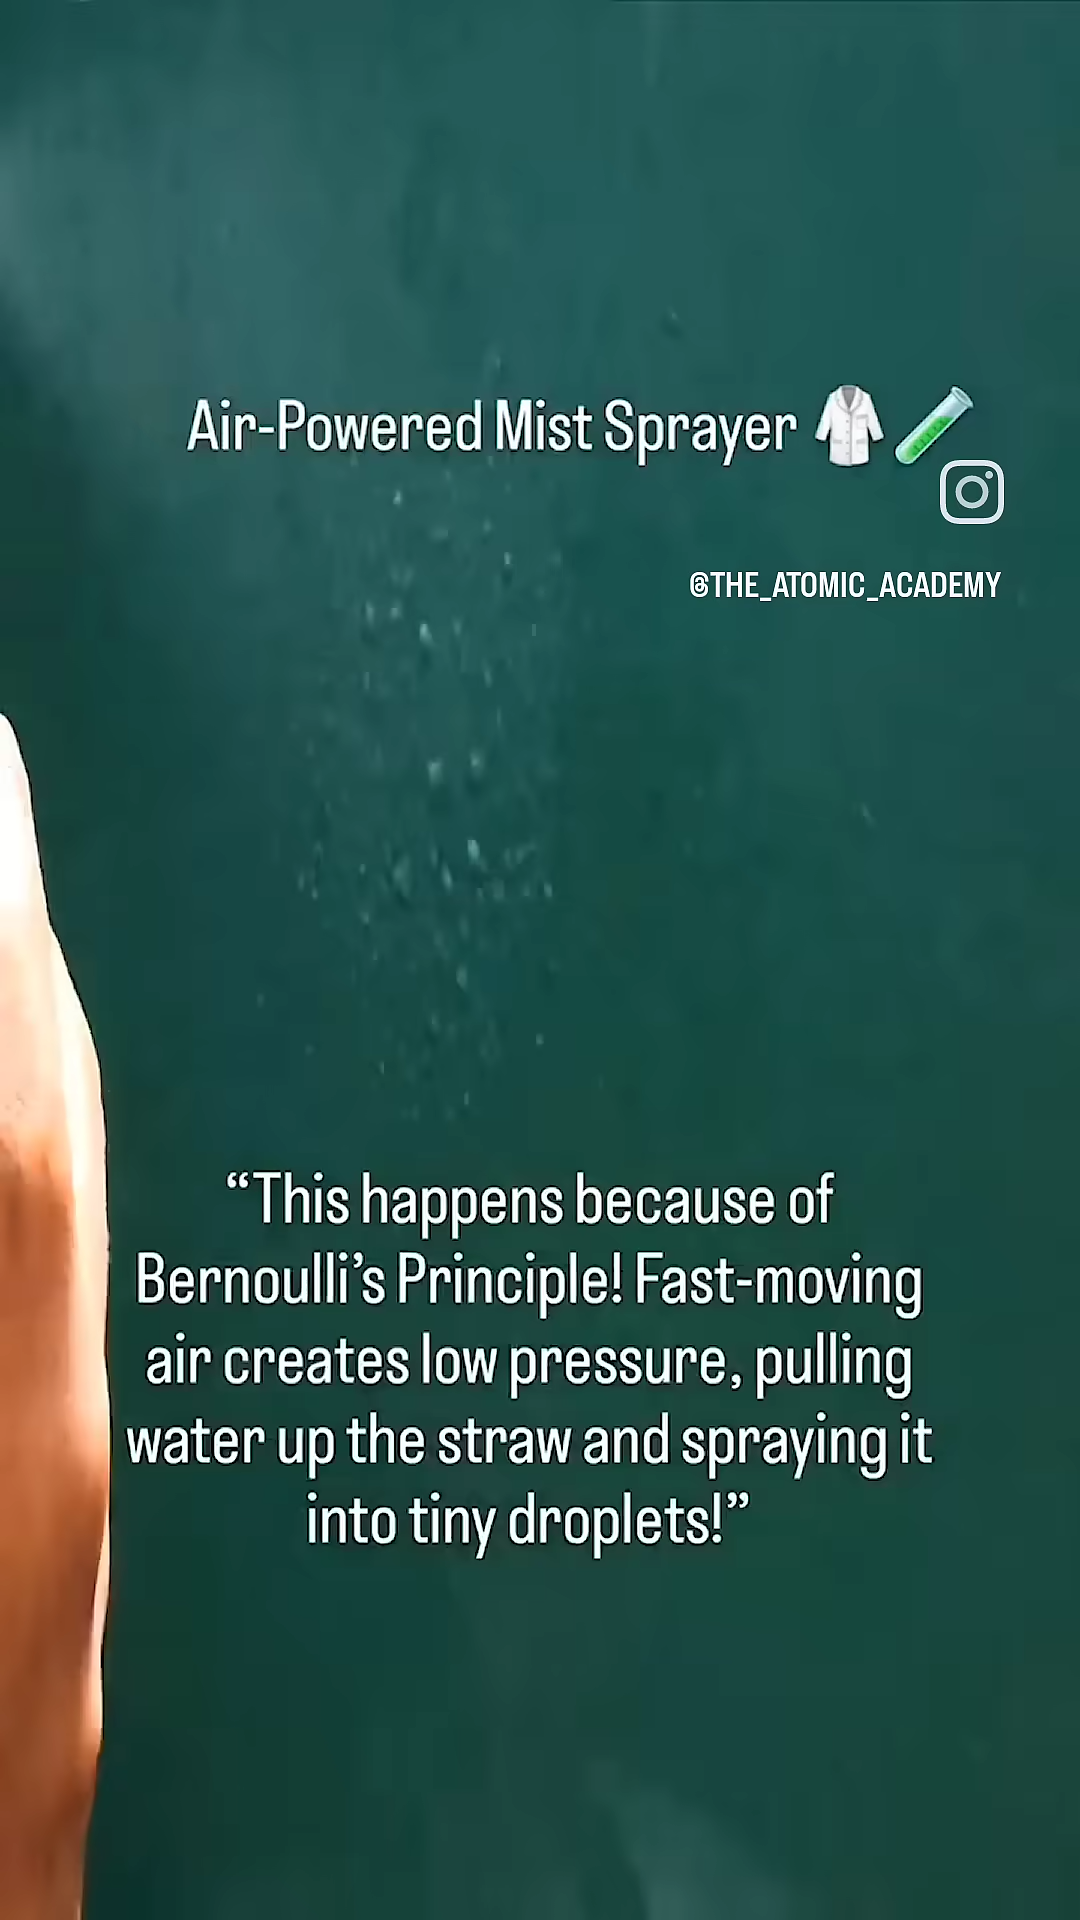 Air-Powered Mist Sprayer 🥼🧪
@THE_ATOMIC_ACADEMY
“This happens because of
Bernoulli’s Principle! Fast-moving
air creates low pressure, pulling
water up the straw and spraying it
into tiny droplets!”